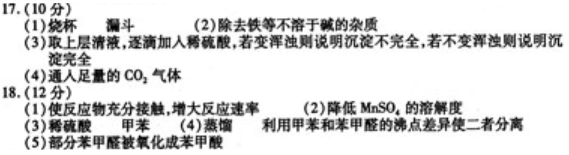 17.(10分)
(1)烧杯 漏斗 (2)除去铁等不溶于碱的杂质
(3)取上层清液,逐滴加入稀硫酸,若变浑浊则说明沉淀不完全,若不变浑浊则说明沉
淀完全
(4)通入足量的CO₂气体
18.(12分)
(1)使反应物充分接触,增大反应速率 (2)降低MnSO₄的溶解度
(3)稀硫酸 甲苯 (4)蒸馏 利用甲苯和苯甲醛的沸点差异使二者分离
(5)部分苯甲醛被氧化成苯甲酸